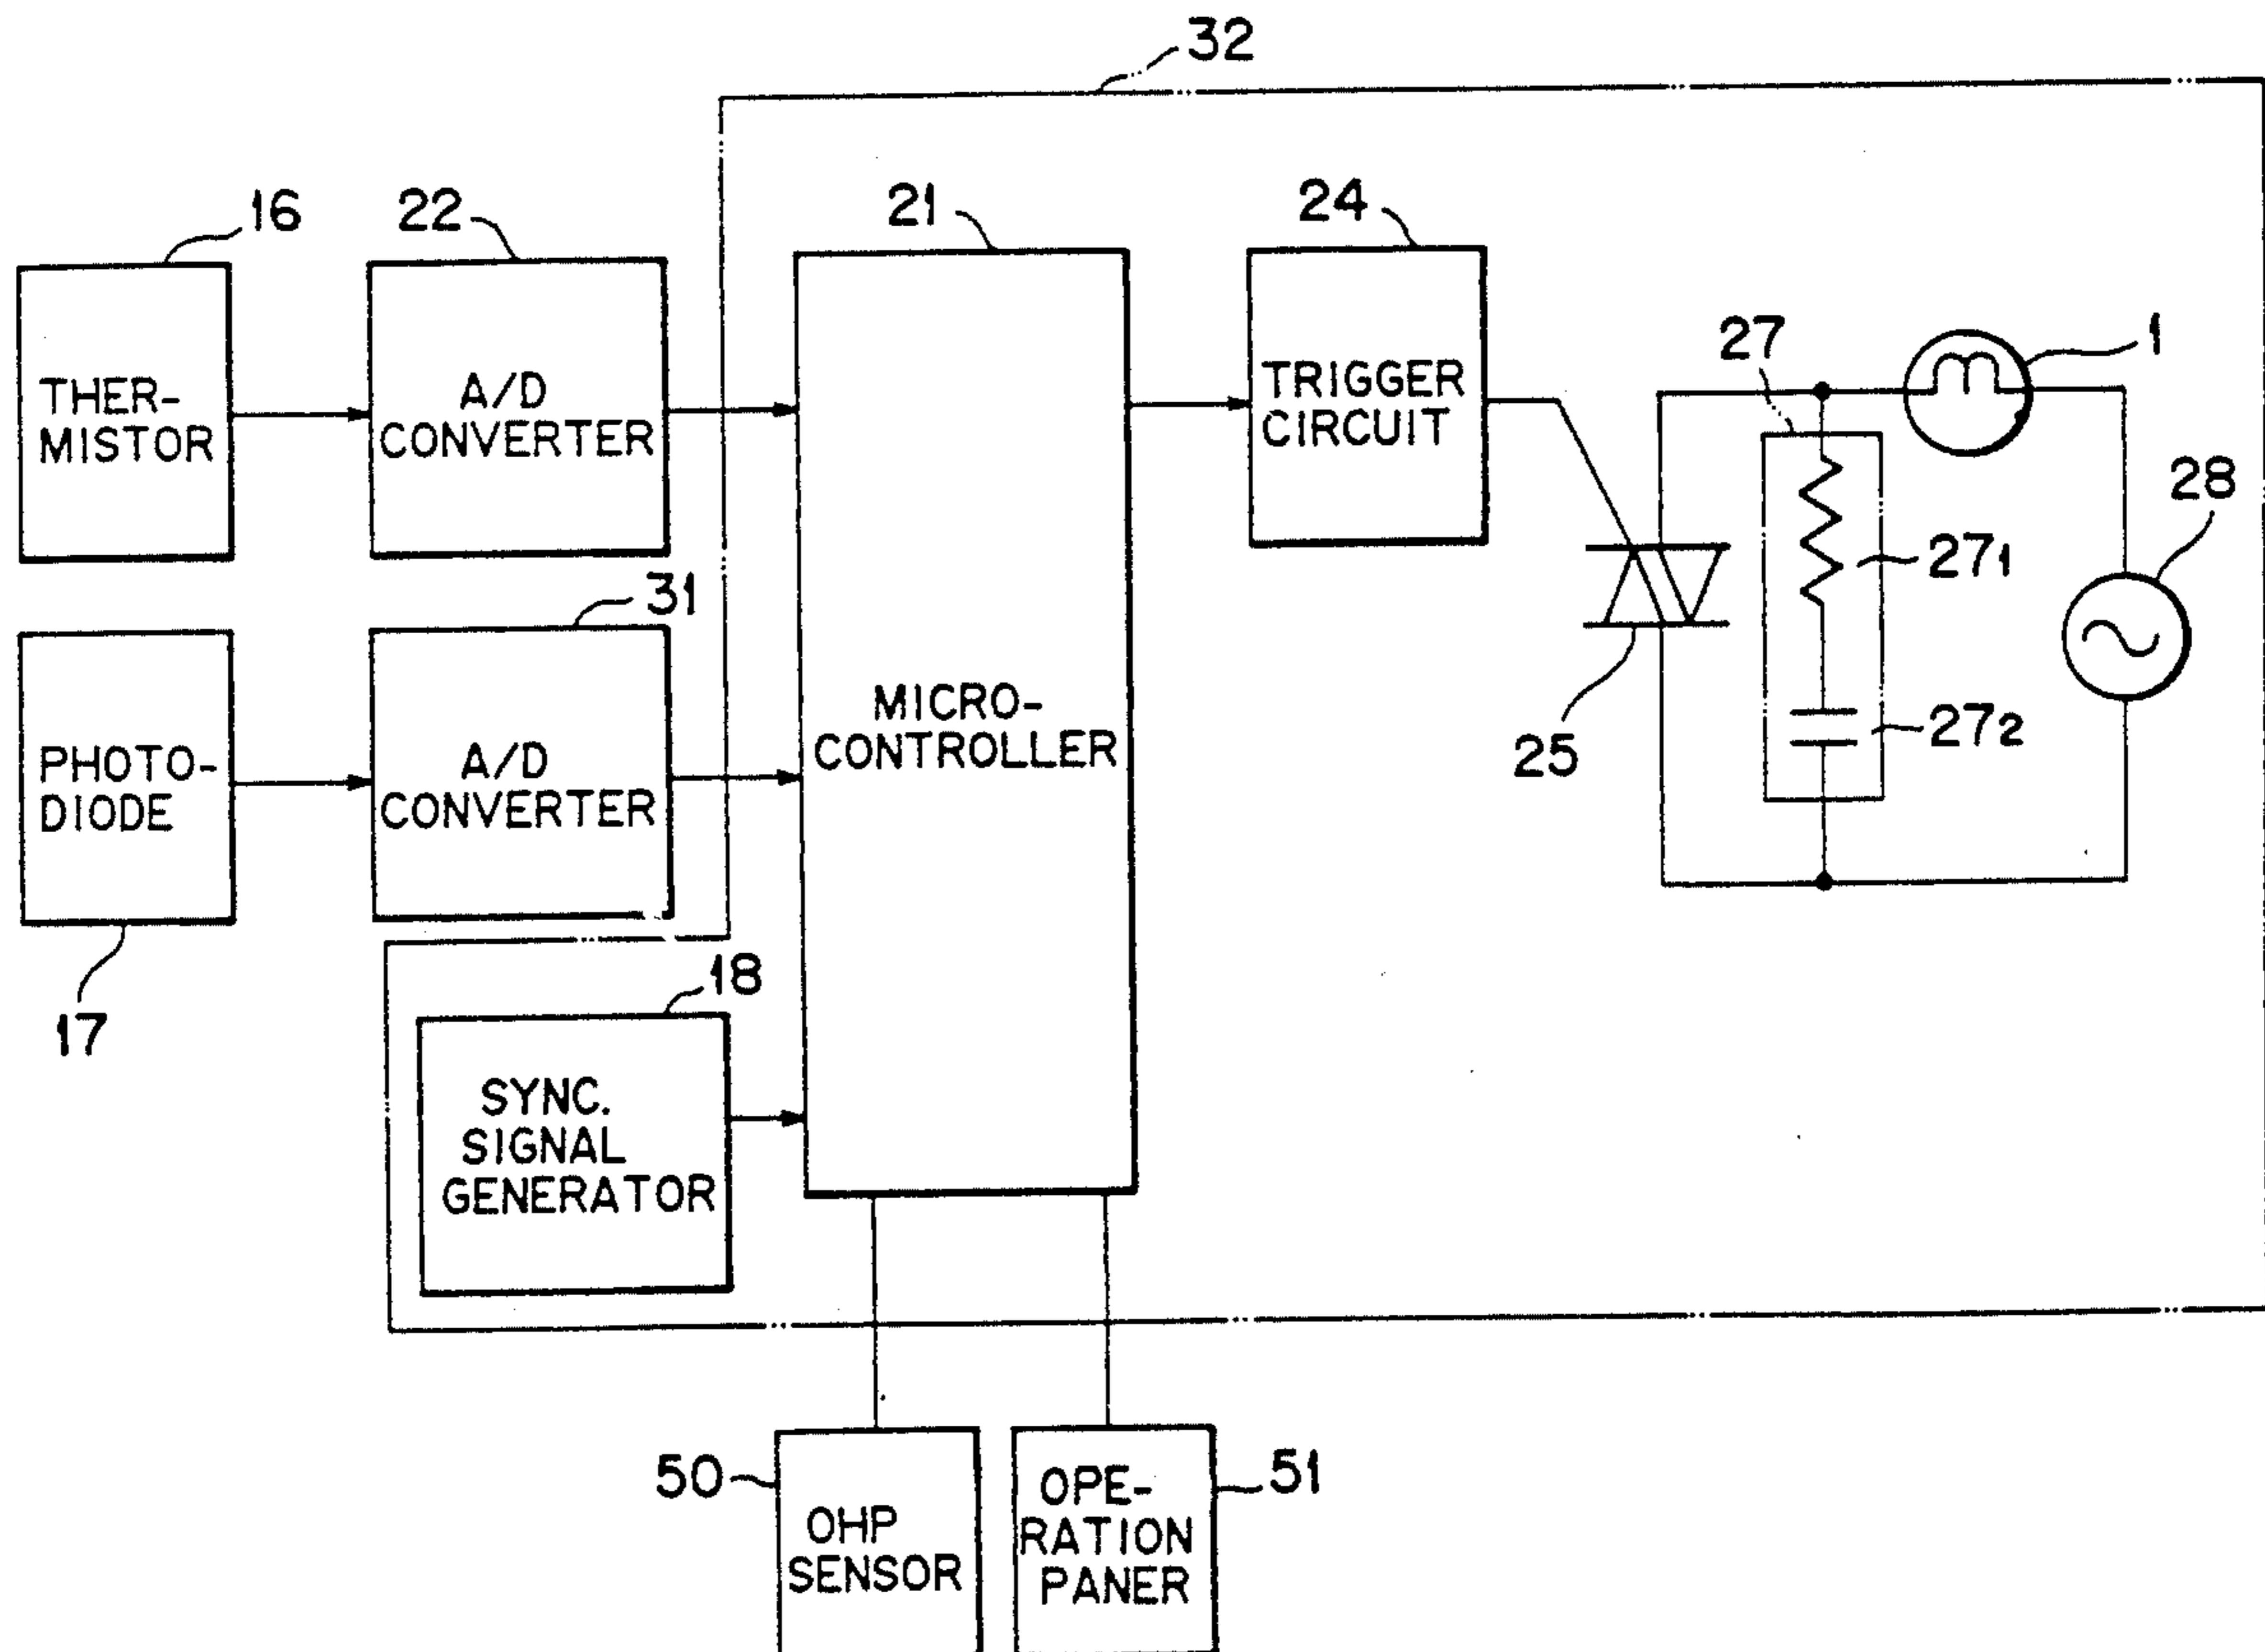 32
16
22
21
24
THER-
MISTOR
A/D
CONVERTER
TRIGGER
CIRCUIT
27
1
28
27₁
27₂
25
31
PHOTO-
DIODE
A/D
CONVERTER
MICRO-
CONTROLLER
17
18
SYNC.
SIGNAL
GENERATOR
50
OHP
SENSOR
51
OPE-
RATION
PANER